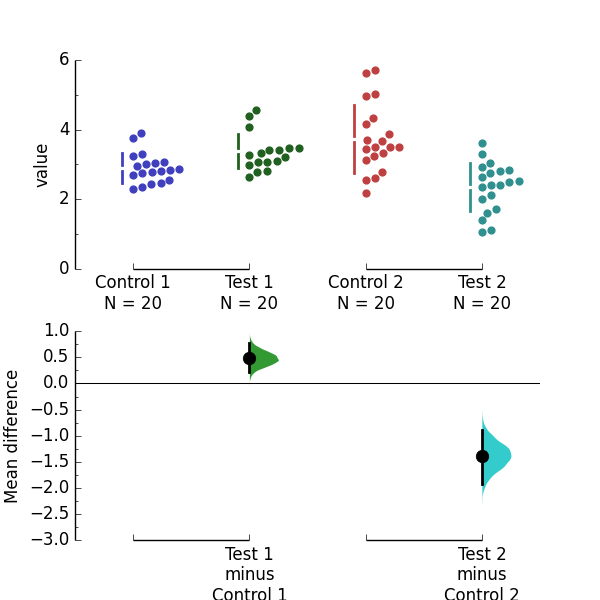 6
4
2
0
value
Control 1
N = 20
Test 1
N = 20
Control 2
N = 20
Test 2
N = 20
1.0
0.5
0.0
−0.5
−1.0
−1.5
−2.0
−2.5
−3.0
Mean difference
Test 1
minus
Control 1
Test 2
minus
Control 2